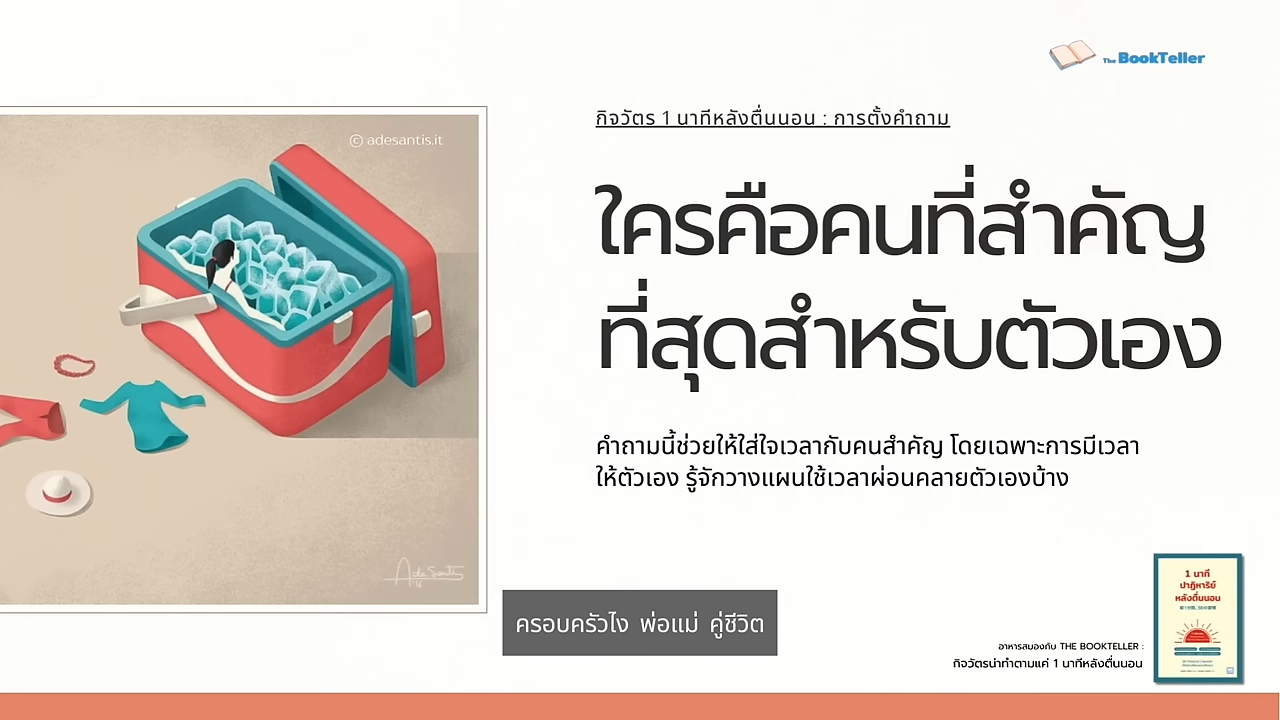 The BookTeller
กิจวัตร 1 นาทีหลังตื่นนอน : การตั้งคำถาม
© adesantis.it
ใครคือคนที่สำคัญ
ที่สุดสำหรับตัวเอง
คำถามนี้ช่วยให้ใส่ใจเวลากับคนสำคัญ โดยเฉพาะการมีเวลา
ให้ตัวเอง รู้จักวางแผนใช้เวลาผ่อนคลายตัวเองบ้าง
ครอบครัวไง พ่อแม่ คู่ชีวิต
1 นาที
ปาฏิหาริย์
หลังตื่นนอน
อาหารสมองกับ THE BOOKTELLER :
กิจวัตรน่าทำตามแค่ 1 นาทีหลังตื่นนอน